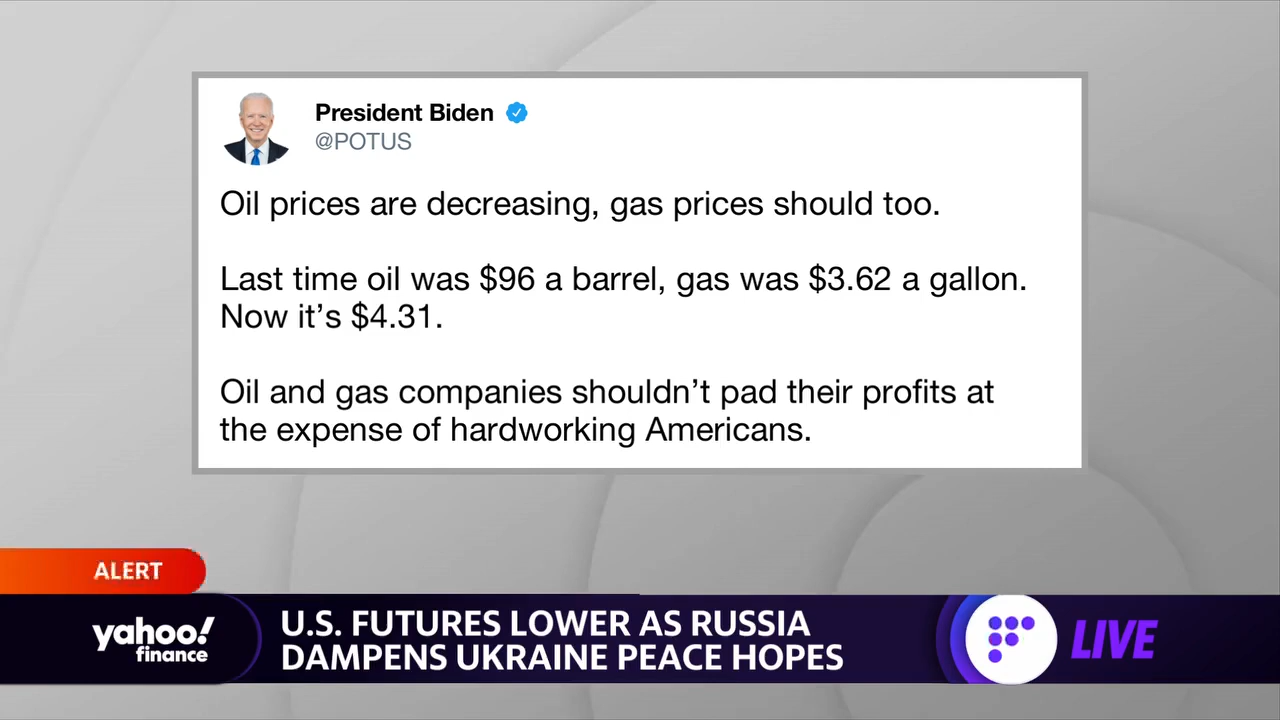 President Biden
@POTUS
Oil prices are decreasing, gas prices should too.
Last time oil was $96 a barrel, gas was $3.62 a gallon.
Now it's $4.31.
Oil and gas companies shouldn't pad their profits at
the expense of hardworking Americans.
ALERT
yahoo!
finance
U.S. FUTURES LOWER AS RUSSIA
DAMPENS UKRAINE PEACE HOPES
LIVE